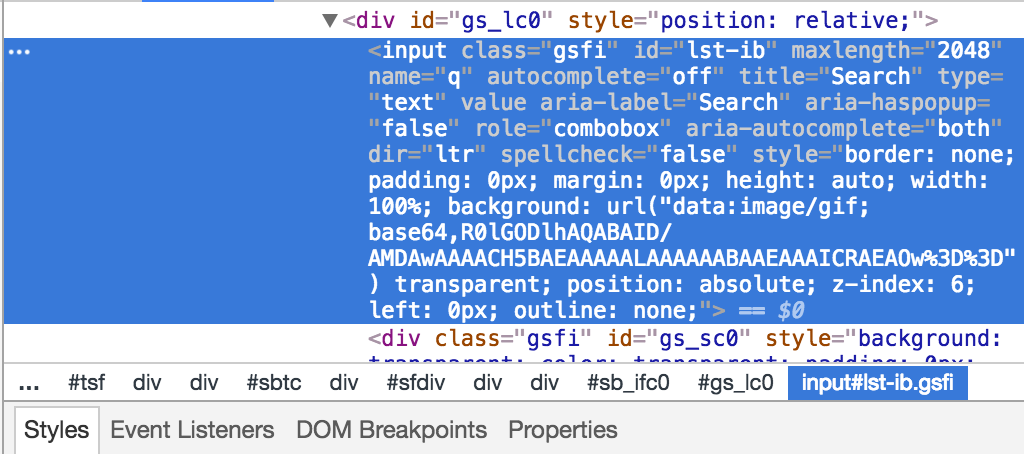 ▼<div id="gs_lc0" style="position: relative;">
… <input class="gsfi" id="lst-ib" maxlength="2048"
name="q" autocomplete="off" title="Search" type=
"text" value aria-label="Search" aria-haspopup=
"false" role="combobox" aria-autocomplete="both"
dir="ltr" spellcheck="false" style="border: none;
padding: 0px; margin: 0px; height: auto; width:
100%; background: url("data:image/gif;
base64,R0lGODlhAQABAID/
AMDAwAAAACH5BAEAAAAALAAAAAABAAEAAAICRAEAOw%3D%3D"
) transparent; position: absolute; z-index: 6;
left: 0px; outline: none;"> == $0
<div class="gsfi" id="gs_sc0" style="background:
transparent; color: transparent; padding: 0px;
… #tsf div div #sbtc div #sfdiv div div #sb_ifc0 #gs_lc0 input#lst-ib.gsfi
Styles Event Listeners DOM Breakpoints Properties